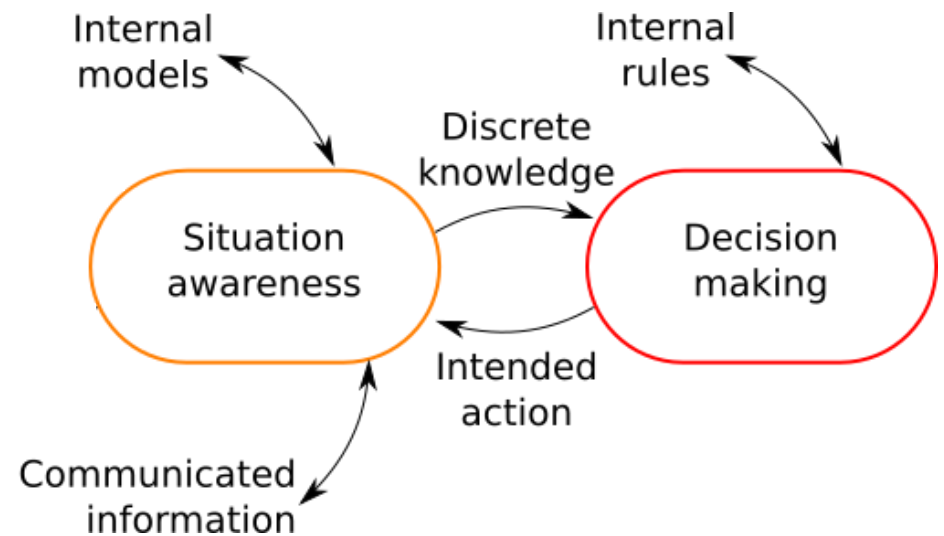 Internal
models
Internal
rules
Discrete
knowledge
Situation
awareness
Decision
making
Intended
action
Communicated
information